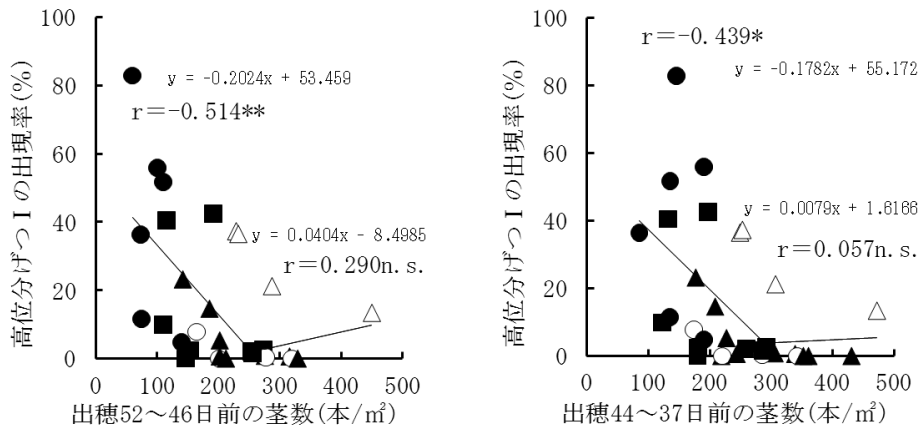 高位分げつⅠの出現率(%)
100
80
60
40
20
0
y = -0.2024x + 53.459
r=-0.514**
y = 0.0404x - 8.4985
r=0.290n.s.
0 100 200 300 400 500
出穂52～46日前の茎数(本/㎡)
高位分げつⅠの出現率(%)
100
80
60
40
20
0
r=-0.439*
y = -0.1782x + 55.172
y = 0.0079x + 1.6166
r=0.057n.s.
0 100 200 300 400 500
出穂44～37日前の茎数(本/㎡)